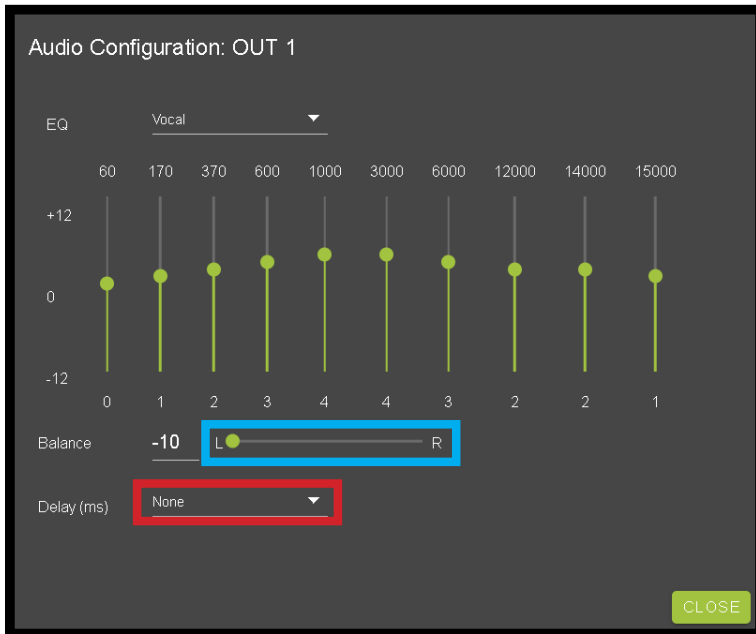 Audio Configuration: OUT 1
EQ Vocal
60 170 370 600 1000 3000 6000 12000 14000 15000
+12
0
-12
0 1 2 3 4 4 3 2 2 1
Balance -10 L R
Delay (ms) None
CLOSE